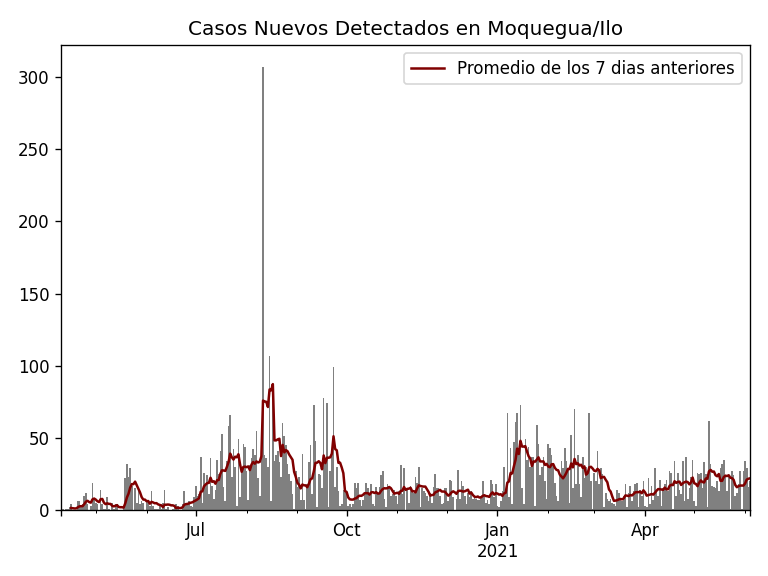 Casos Nuevos Detectados en Moquegua/Ilo
Promedio de los 7 dias anteriores
300
250
200
150
100
50
0
Jul
Oct
Jan
2021
Apr